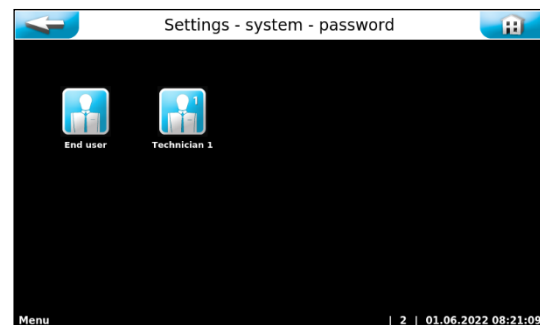 Settings - system - password
1
End user
Technician 1
Menu
| 2 | 01.06.2022 08:21:09